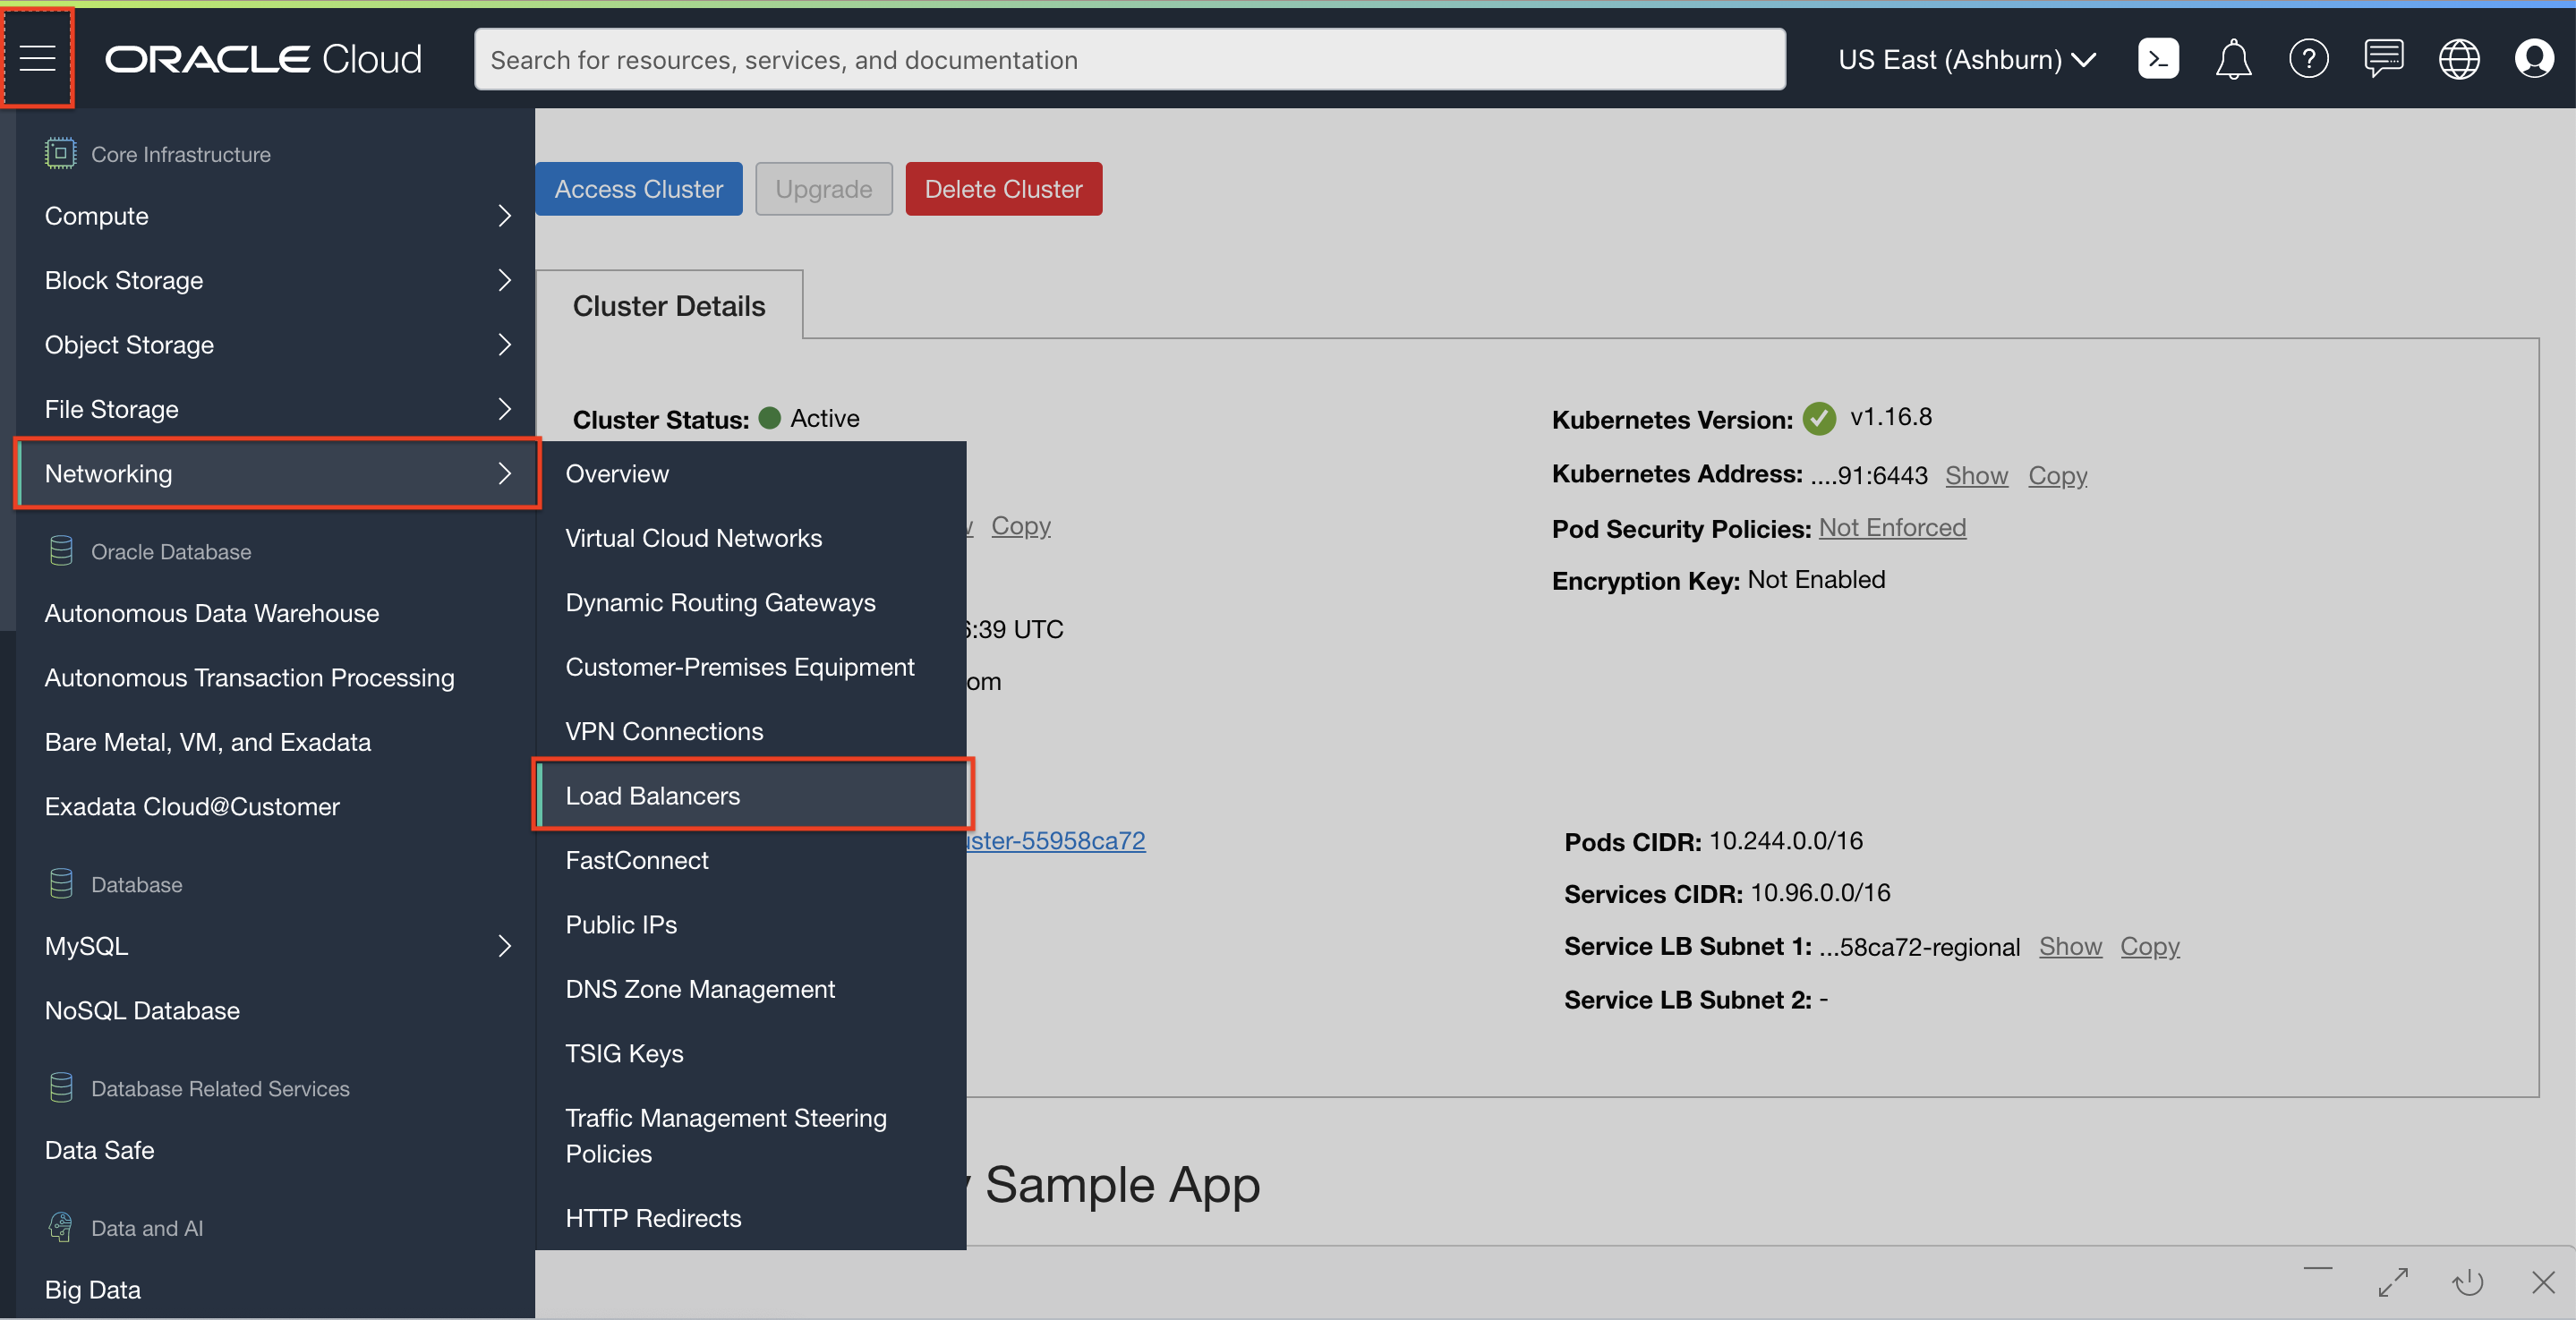 ORACLE Cloud
Search for resources, services, and documentation
US East (Ashburn)
Core Infrastructure
Compute
Block Storage
Object Storage
File Storage
Networking
Oracle Database
Autonomous Data Warehouse
Autonomous Transaction Processing
Bare Metal, VM, and Exadata
Exadata Cloud@Customer
Database
MySQL
NoSQL Database
Database Related Services
Data Safe
Data and AI
Big Data
Overview
Virtual Cloud Networks
Dynamic Routing Gateways
Customer-Premises Equipment
VPN Connections
Load Balancers
FastConnect
Public IPs
DNS Zone Management
TSIG Keys
Traffic Management Steering
Policies
HTTP Redirects
Access Cluster
Upgrade
Delete Cluster
Cluster Details
Cluster Status: Active
Copy
:39 UTC
om
uster-55958ca72
Kubernetes Version: v1.16.8
Kubernetes Address: ....91:6443 Show Copy
Pod Security Policies: Not Enforced
Encryption Key: Not Enabled
Pods CIDR: 10.244.0.0/16
Services CIDR: 10.96.0.0/16
Service LB Subnet 1: ...58ca72-regional Show Copy
Service LB Subnet 2: -
Sample App